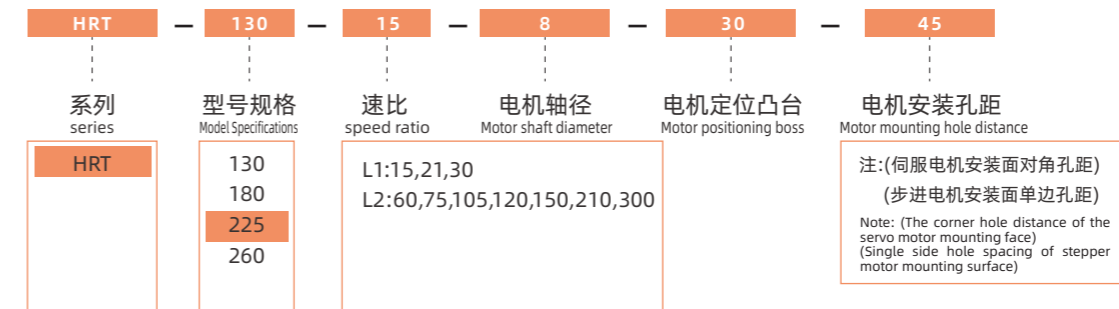 HRT — 130 — 15 — 8 — 30 — 45
系列 型号规格 速比 电机轴径 电机定位凸台 电机安装孔距
series Model Specifications speed ratio Motor shaft diameter Motor positioning boss Motor mounting hole distance
HRT
130
180
225
260
L1:15,21,30
L2:60,75,105,120,150,210,300
注:(伺服电机安装面对角孔距)
(步进电机安装面单边孔距)
Note: (The corner hole distance of the
servo motor mounting face)
(Single side hole spacing of stepper
motor mounting surface)